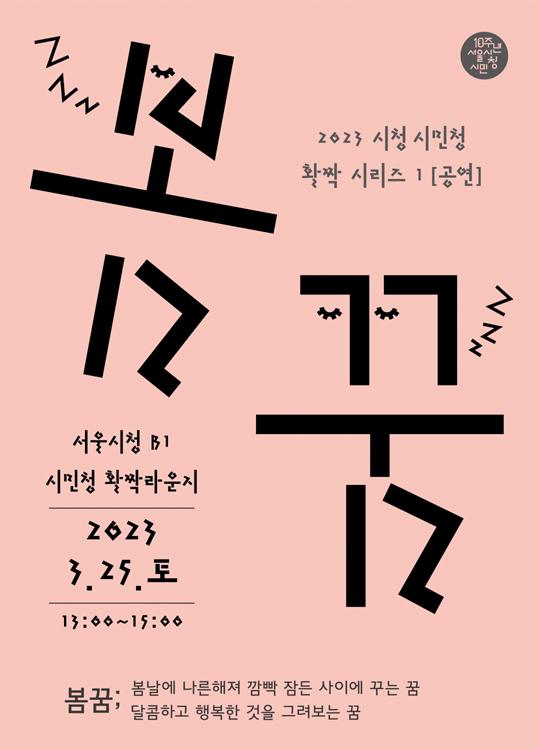 10주년
서울시
시민청
2023 시청 시민청
활짝 시리즈 1 [공연]
봄
꿈
zzz
zzz
서울시청 B1
시민청 활짝라운지
2023
3.25.토
13:00~15:00
봄꿈; 봄날에 나른해져 깜빡 잠든 사이에 꾸는 꿈
달콤하고 행복한 것을 그려보는 꿈